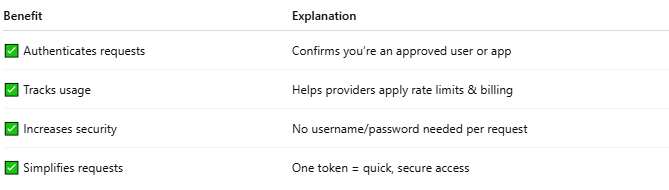 Benefit Explanation
✅ Authenticates requests Confirms you're an approved user or app
✅ Tracks usage Helps providers apply rate limits & billing
✅ Increases security No username/password needed per request
✅ Simplifies requests One token = quick, secure access